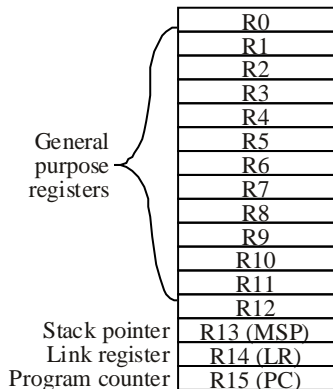 R0
R1
R2
R3
R4
R5
R6
R7
R8
R9
R10
R11
R12
General
purpose
registers
Stack pointer R13 (MSP)
Link register R14 (LR)
Program counter R15 (PC)